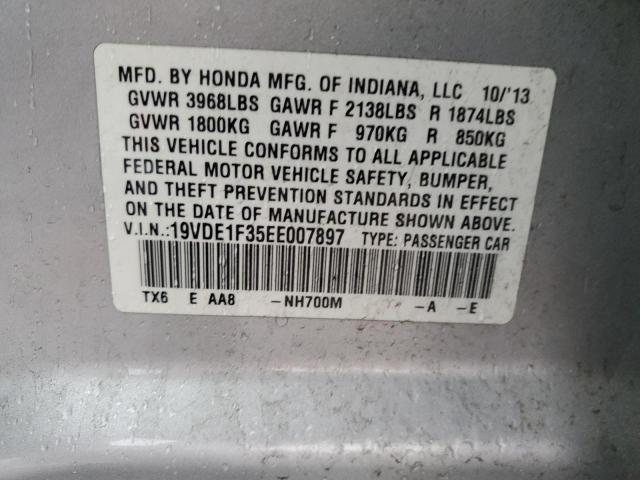 MFD. BY HONDA MFG. OF INDIANA, LLC 10/'13
GVWR 3968LBS GAWR F 2138LBS R 1874LBS
GVWR 1800KG GAWR F 970KG R 850KG
THIS VEHICLE CONFORMS TO ALL APPLICABLE
FEDERAL MOTOR VEHICLE SAFETY, BUMPER,
AND THEFT PREVENTION STANDARDS IN EFFECT
ON THE DATE OF MANUFACTURE SHOWN ABOVE.
V.I.N.:19VDE1F35EE007897 TYPE: PASSENGER CAR
TX6 E AA8 -NH700M -A -E